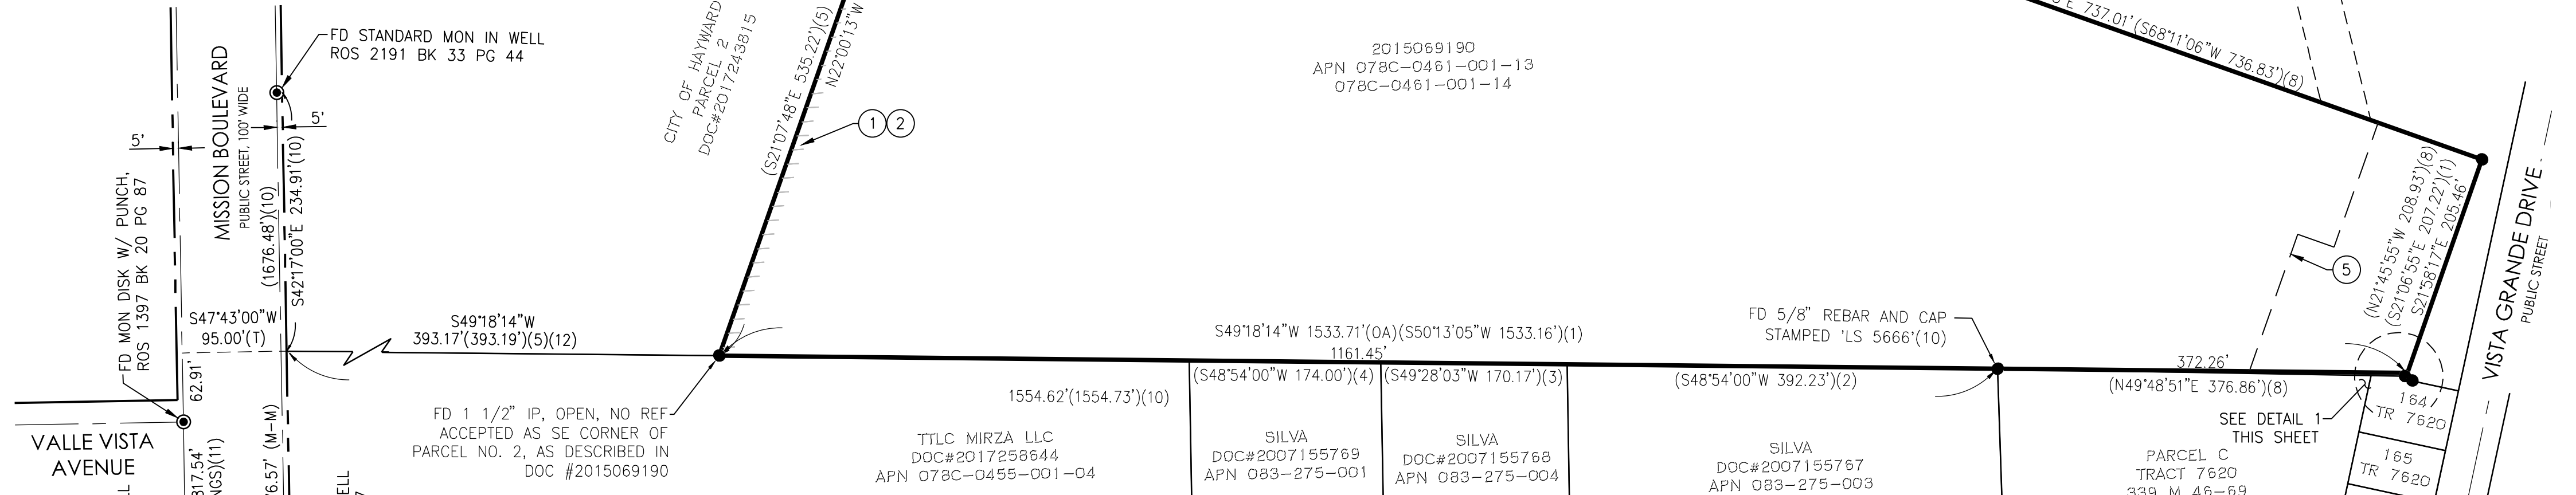 FD STANDARD MON IN WELL
ROS 2191 BK 33 PG 44
MISSION BOULEVARD
PUBLIC STREET, 100' WIDE
5'
5'
(1676.48')(10)
S42°17'00"E 234.91'(10)
FD MON DISK W/ PUNCH,
ROS 1397 BK 20 PG 87
S47°43'00"W
95.00'(T)
62.91'
VALLE VISTA
AVENUE
817.54'
NGS)(11)
76.57' (M-M)
ELL
S49°18'14"W
393.17'(393.19')(5)(12)
CITY OF HAYWARD
PARCEL 2
DOC#2017243815
(S21°07'48"E 535.22')(5)
N22°00'13"W
1
2
2015069190
APN 078C-0461-001-13
078C-0461-001-14
E 737.01'(S68°11'06"W 736.83')(8)
(N21°45'55"W 208.93')(8)
(S21°06'55"E 207.22')(1)
S21°58'17"E 205.46'
VISTA GRANDE DRIVE
PUBLIC STREET
5
FD 5/8" REBAR AND CAP
STAMPED 'LS 5666'(10)
S49°18'14"W 1533.71'(OA)(S50°13'05"W 1533.16')(1)
1161.45'
372.26'
(S48°54'00"W 174.00')(4)
(S49°28'03"W 170.17')(3)
(S48°54'00"W 392.23')(2)
(N49°48'51"E 376.86')(8)
1554.62'(1554.73')(10)
FD 1 1/2" IP, OPEN, NO REF
ACCEPTED AS SE CORNER OF
PARCEL NO. 2, AS DESCRIBED IN
DOC #2015069190
TTLC MIRZA LLC
DOC#2017258644
APN 078C-0455-001-04
SILVA
DOC#2007155769
APN 083-275-001
SILVA
DOC#2007155768
APN 083-275-004
SILVA
DOC#2007155767
APN 083-275-003
PARCEL C
TRACT 7620
339 M 46-69
SEE DETAIL 1
THIS SHEET
164
TR 7620
165
TR 7620